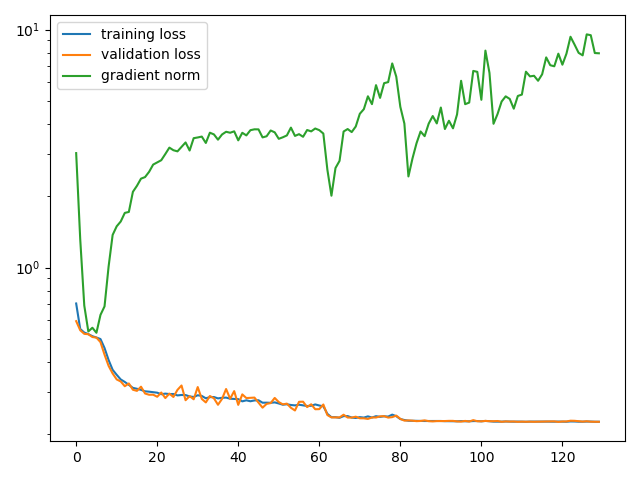 10¹
training loss
validation loss
gradient norm
10⁰
0 20 40 60 80 100 120